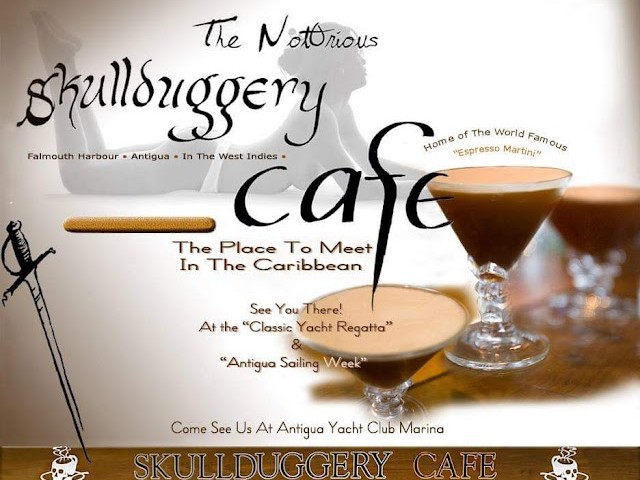 The NotOrious
Skullduggery
Falmouth Harbour • Antigua • In The West Indies •
cafe
Home of The World Famous
"Espresso Martini"
The Place To Meet
In The Caribbean
See You There!
At the "Classic Yacht Regatta"
&
"Antigua Sailing Week"
Come See Us At Antigua Yacht Club Marina
SKULLDUGGERY CAFE